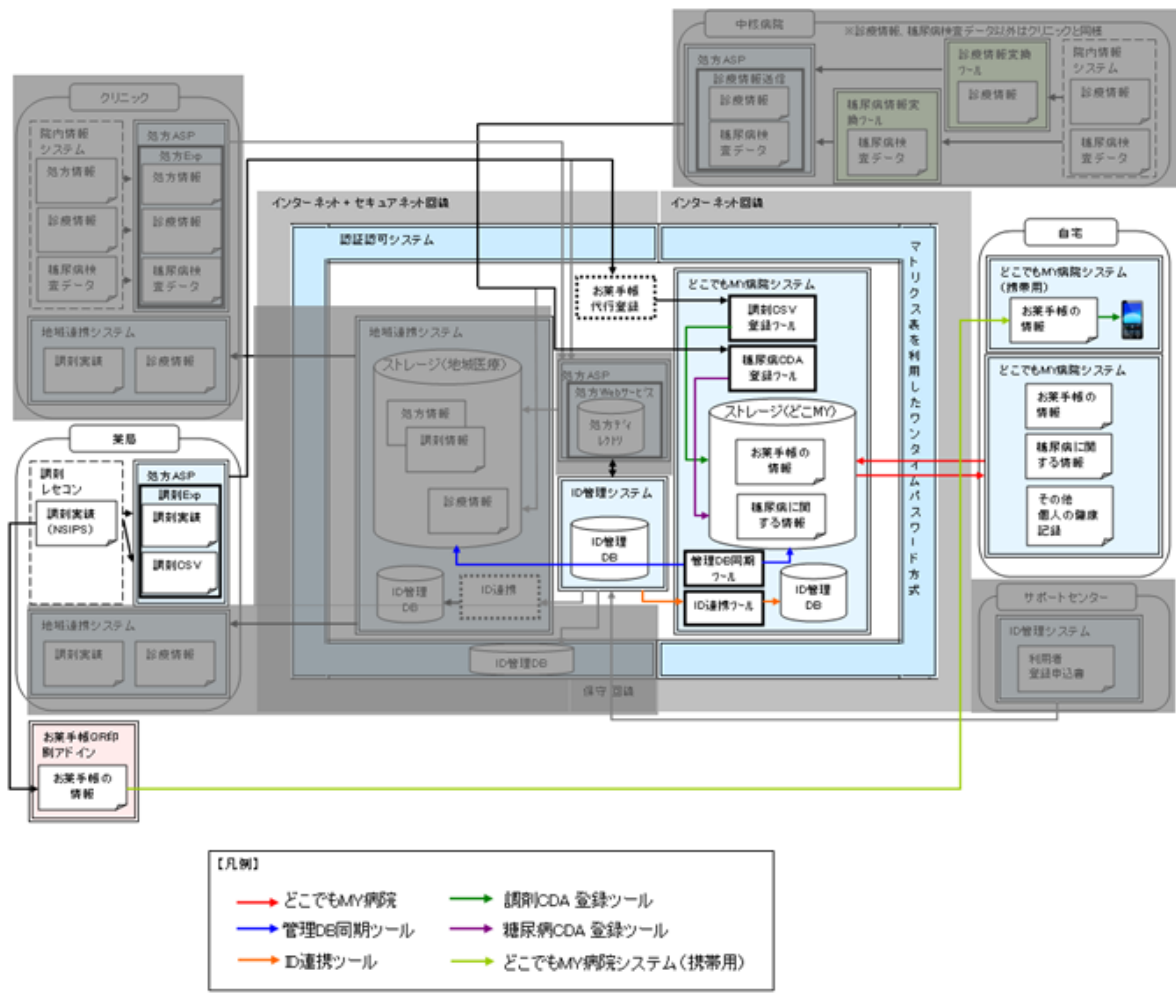 中核病院
※診療情報、糖尿病検査データ以外はクリニックと同様
処方ASP
診療情報送信
診療情報
糖尿病検
査データ
糖尿病情報変
換ツール
糖尿病検
査データ
診療情報変換
ツール
診療情報
院内情報
システム
診療情報
糖尿病検
査データ
クリニック
院内情報
システム
処方情報
診療情報
糖尿病検
査データ
処方ASP
処方Exp
処方情報
診療情報
糖尿病検
査データ
地域連携システム
調剤実績
診療情報
薬局
調剤
レセコン
調剤実績
(NSIPS)
処方ASP
調剤Exp
調剤実績
調剤CSV
地域連携システム
調剤実績
診療情報
お薬手帳QR印
刷アドイン
お薬手帳の
情報
インターネット+セキュアネット回線
インターネット回線
認証認可システム
マトリクス表を利用したワンタイムパスワード方式
お薬手帳
代行登録
地域連携システム
ストレージ(地域医療)
処方情報
調剤情報
診療情報
ID管理
DB
ID連携
処方ASP
処方Webサービス
処方ディ
レクトリ
ID管理システム
ID管理
DB
どこでもMY病院システム
調剤CSV
登録ツール
糖尿病CDA
登録ツール
ストレージ(どこMY)
お薬手帳の
情報
糖尿病に関
する情報
管理DB同期
ツール
ID連携ツール
ID管理
DB
ID管理DB
保守回線
自宅
どこでもMY病院システム
(携帯用)
お薬手帳の
情報
どこでもMY病院システム
お薬手帳の
情報
糖尿病に関
する情報
その他
個人の健康
記録
サポートセンター
ID管理システム
利用者
登録申込書
【凡例】
どこでもMY病院
調剤CDA 登録ツール
管理DB同期ツール
糖尿病CDA 登録ツール
ID連携ツール
どこでもMY病院システム(携帯用)